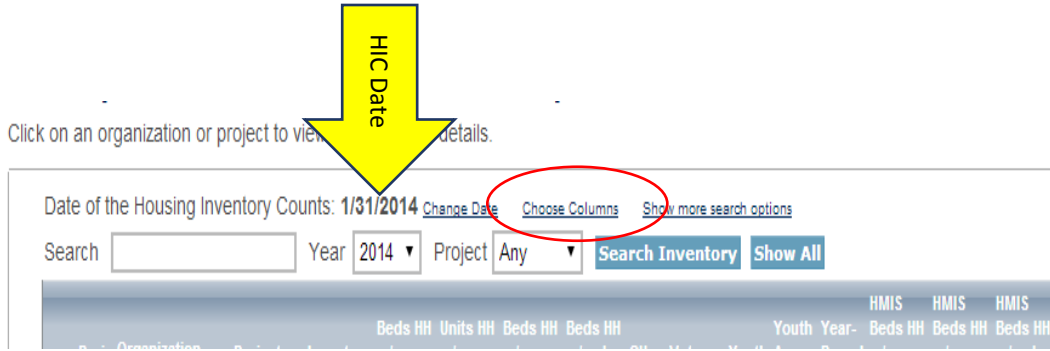 HIC Date
Click on an organization or project to view details.
Date of the Housing Inventory Counts: 1/31/2014 Change Date Choose Columns Show more search options
Search Year 2014 Project Any Search Inventory Show All
HMIS HMIS HMIS
Beds HH Units HH Beds HH Beds HH Youth Year- Beds HH Beds HH Beds HH
Organization